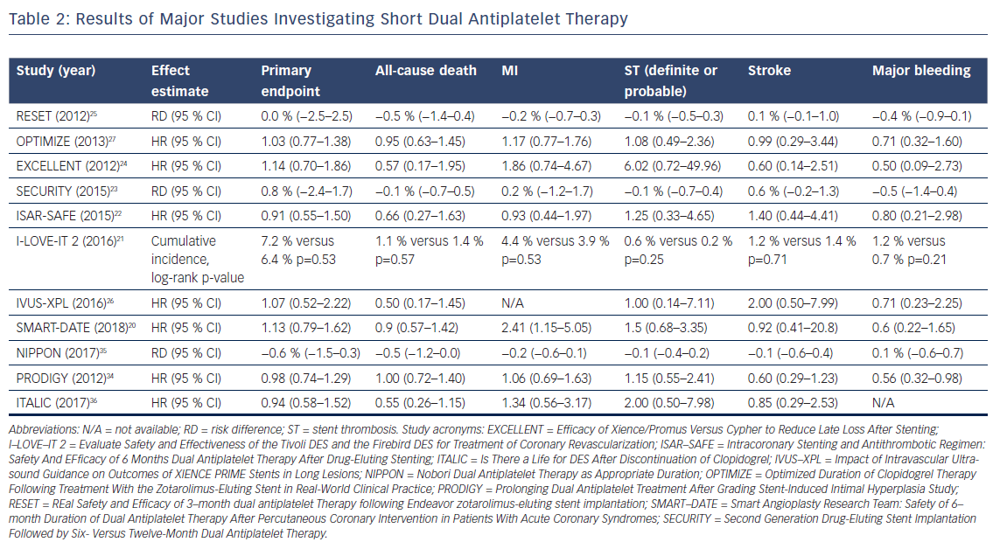 Table 2: Results of Major Studies Investigating Short Dual Antiplatelet Therapy
Study (year) Effect estimate Primary endpoint All-cause death MI ST (definite or probable) Stroke Major bleeding
RESET (2012)25 RD (95 % CI) 0.0 % (−2.5–2.5) −0.5 % (−1.4–0.4) −0.2 % (−0.7–0.3) −0.1 % (−0.5–0.3) 0.1 % (−0.1–1.0) −0.4 % (−0.9–0.1)
OPTIMIZE (2013)27 HR (95 % CI) 1.03 (0.77–1.38) 0.95 (0.63–1.45) 1.17 (0.77–1.76) 1.08 (0.49–2.36) 0.99 (0.29–3.44) 0.71 (0.32–1.60)
EXCELLENT (2012)24 HR (95 % CI) 1.14 (0.70–1.86) 0.57 (0.17–1.95) 1.86 (0.74–4.67) 6.02 (0.72–49.96) 0.60 (0.14–2.51) 0.50 (0.09–2.73)
SECURITY (2015)23 RD (95 % CI) 0.8 % (−2.4–1.7) −0.1 % (−0.7–0.5) 0.2 % (−1.2–1.7) −0.1 % (−0.7–0.4) 0.6 % (−0.2–1.3) −0.5 (−1.4–0.4)
ISAR-SAFE (2015)22 HR (95 % CI) 0.91 (0.55–1.50) 0.66 (0.27–1.63) 0.93 (0.44–1.97) 1.25 (0.33–4.65) 1.40 (0.44–4.41) 0.80 (0.21–2.98)
I-LOVE-IT 2 (2016)21 Cumulative incidence, log-rank p-value 7.2 % versus 6.4 % p=0.53 1.1 % versus 1.4 % p=0.57 4.4 % versus 3.9 % p=0.53 0.6 % versus 0.2 % p=0.25 1.2 % versus 1.4 % p=0.71 1.2 % versus 0.7 % p=0.21
IVUS-XPL (2016)26 HR (95 % CI) 1.07 (0.52–2.22) 0.50 (0.17–1.45) N/A 1.00 (0.14–7.11) 2.00 (0.50–7.99) 0.71 (0.23–2.25)
SMART-DATE (2018)20 HR (95 % CI) 1.13 (0.79–1.62) 0.9 (0.57–1.42) 2.41 (1.15–5.05) 1.5 (0.68–3.35) 0.92 (0.41–20.8) 0.6 (0.22–1.65)
NIPPON (2017)35 RD (95 % CI) −0.6 % (−1.5–0.3) −0.5 (−1.2–0.0) −0.2 (−0.6–0.1) −0.1 (−0.4–0.2) −0.1 (−0.6–0.4) 0.1 % (−0.6–0.7)
PRODIGY (2012)34 HR (95 % CI) 0.98 (0.74–1.29) 1.00 (0.72–1.40) 1.06 (0.69–1.63) 1.15 (0.55–2.41) 0.60 (0.29–1.23) 0.56 (0.32–0.98)
ITALIC (2017)36 HR (95 % CI) 0.94 (0.58–1.52) 0.55 (0.26–1.15) 1.34 (0.56–3.17) 2.00 (0.50–7.98) 0.85 (0.29–2.53) N/A
Abbreviations: N/A = not available; RD = risk difference; ST = stent thrombosis. Study acronyms: EXCELLENT = Efficacy of Xience/Promus Versus Cypher to Reduce Late Loss After Stenting;
I–LOVE–IT 2 = Evaluate Safety and Effectiveness of the Tivoli DES and the Firebird DES for Treatment of Coronary Revascularization; ISAR–SAFE = Intracoronary Stenting and Antithrombotic Regimen:
Safety And EFficacy of 6 Months Dual Antiplatelet Therapy After Drug-Eluting Stenting; ITALIC = Is There a Life for DES After Discontinuation of Clopidogrel; IVUS–XPL = Impact of Intravascular Ultra-
sound Guidance on Outcomes of XIENCE PRIME Stents in Long Lesions; NIPPON = Nobori Dual Antiplatelet Therapy as Appropriate Duration; OPTIMIZE = Optimized Duration of Clopidogrel Therapy
Following Treatment With the Zotarolimus-Eluting Stent in Real-World Clinical Practice; PRODIGY = Prolonging Dual Antiplatelet Treatment After Grading Stent-Induced Intimal Hyperplasia Study;
RESET = REal Safety and Efficacy of 3–month dual antiplatelet Therapy following Endeavor zotarolimus-eluting stent implantation; SMART–DATE = Smart Angioplasty Research Team: Safety of 6–
month Duration of Dual Antiplatelet Therapy After Percutaneous Coronary Intervention in Patients With Acute Coronary Syndromes; SECURITY = Second Generation Drug-Eluting Stent Implantation
Followed by Six- Versus Twelve-Month Dual Antiplatelet Therapy.